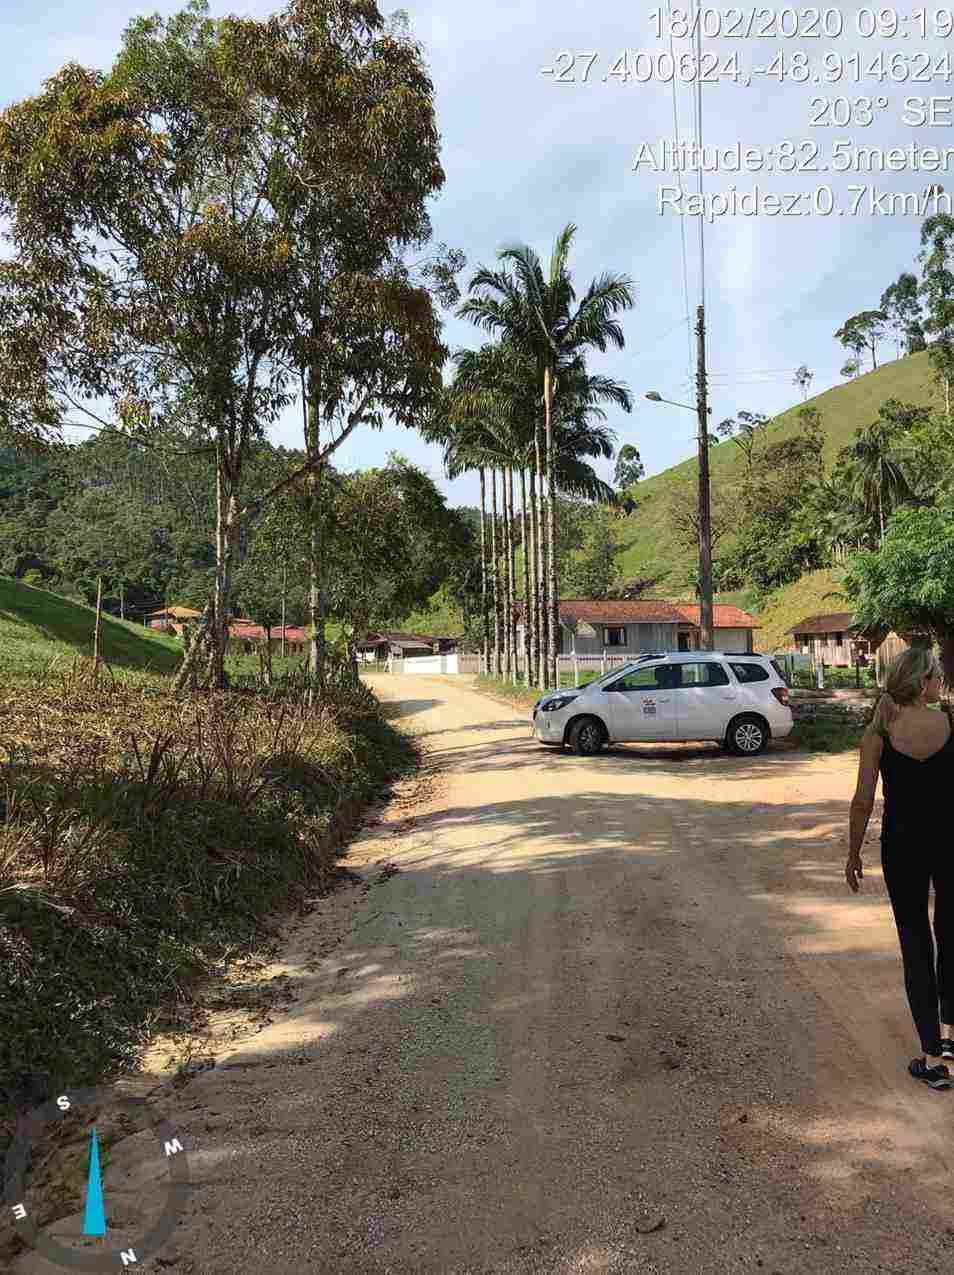 18/02/2020 09:19
-27.400624,-48.914624
203° SE
Altitude:82.5meter
Rapidez:0.7km/h
S
W
E
N